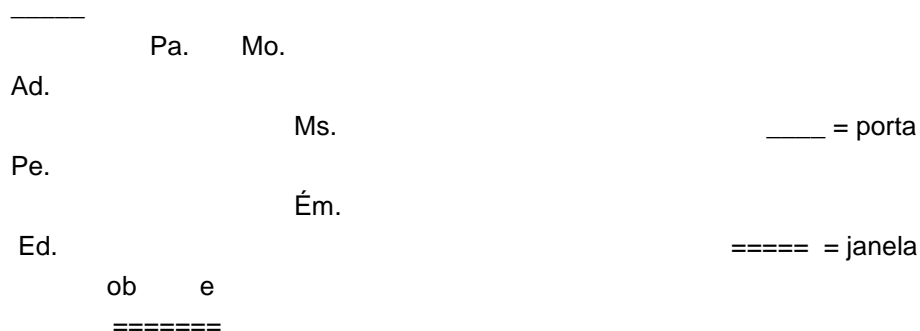 _____
Pa. Mo.
Ad.
Ms. ____ = porta
Pe.
Ém.
Ed. ===== = janela
ob e
=======